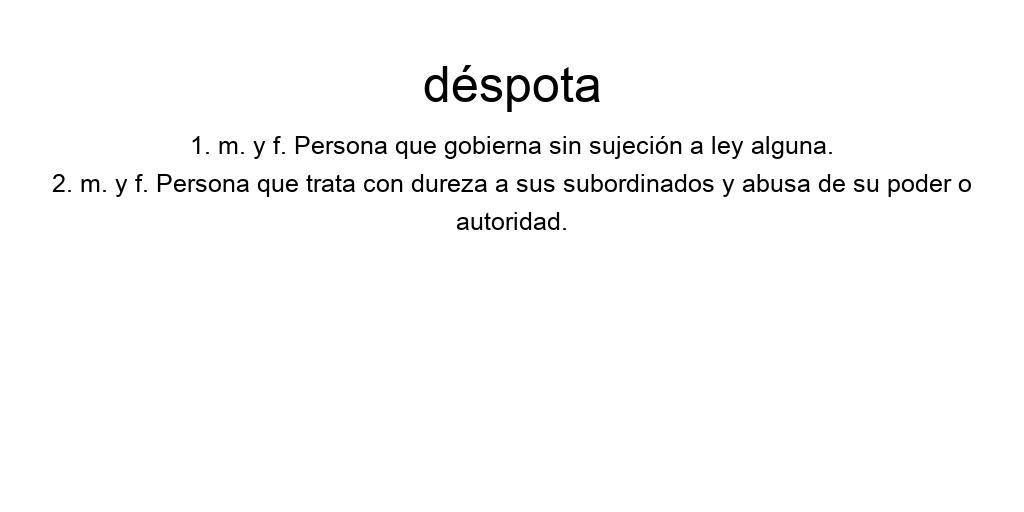 déspota
1. m. y f. Persona que gobierna sin sujeción a ley alguna.
2. m. y f. Persona que trata con dureza a sus subordinados y abusa de su poder o
autoridad.